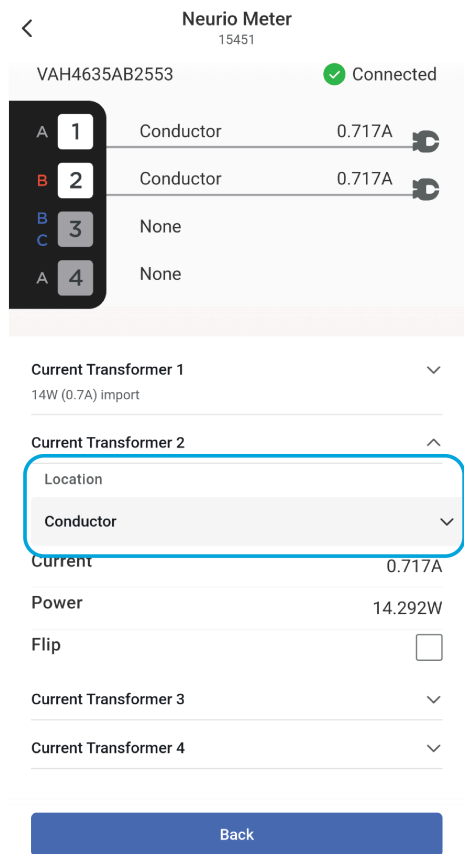 Neurio Meter
15451
VAH4635AB2553 Connected
A 1 Conductor 0.717A
B 2 Conductor 0.717A
B C 3 None
A 4 None
Current Transformer 1
14W (0.7A) import
Current Transformer 2
Location
Conductor
Current 0.717A
Power 14.292W
Flip
Current Transformer 3
Current Transformer 4
Back